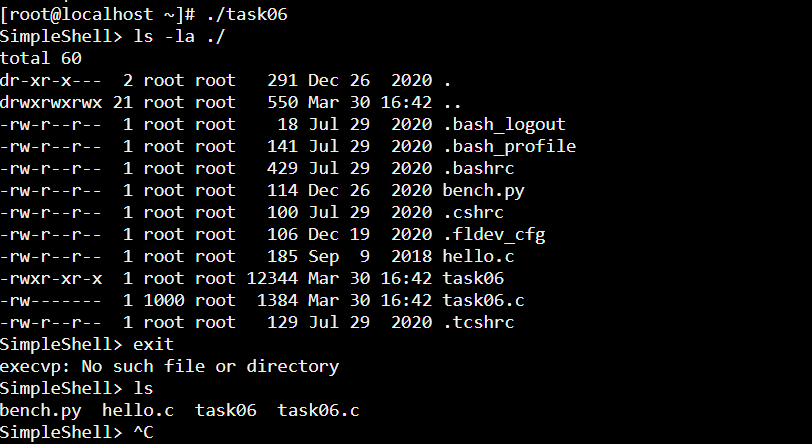 [root@localhost ~]# ./task06
SimpleShell> ls -la ./
total 60
dr-xr-x---  2 root root   291 Dec 26  2020 .
drwxrwxrwx 21 root root   550 Mar 30 16:42 ..
-rw-r--r--  1 root root    18 Jul 29  2020 .bash_logout
-rw-r--r--  1 root root   141 Jul 29  2020 .bash_profile
-rw-r--r--  1 root root   429 Jul 29  2020 .bashrc
-rw-r--r--  1 root root   114 Dec 26  2020 bench.py
-rw-r--r--  1 root root   100 Jul 29  2020 .cshrc
-rw-r--r--  1 root root   106 Dec 19  2020 .fldev_cfg
-rw-r--r--  1 root root   185 Sep  9  2018 hello.c
-rwxr-xr-x  1 root root 12344 Mar 30 16:42 task06
-rw-------  1 1000 root  1384 Mar 30 16:42 task06.c
-rw-r--r--  1 root root   129 Jul 29  2020 .tcshrc
SimpleShell> exit
execvp: No such file or directory
SimpleShell> ls
bench.py  hello.c  task06  task06.c
SimpleShell> ^C